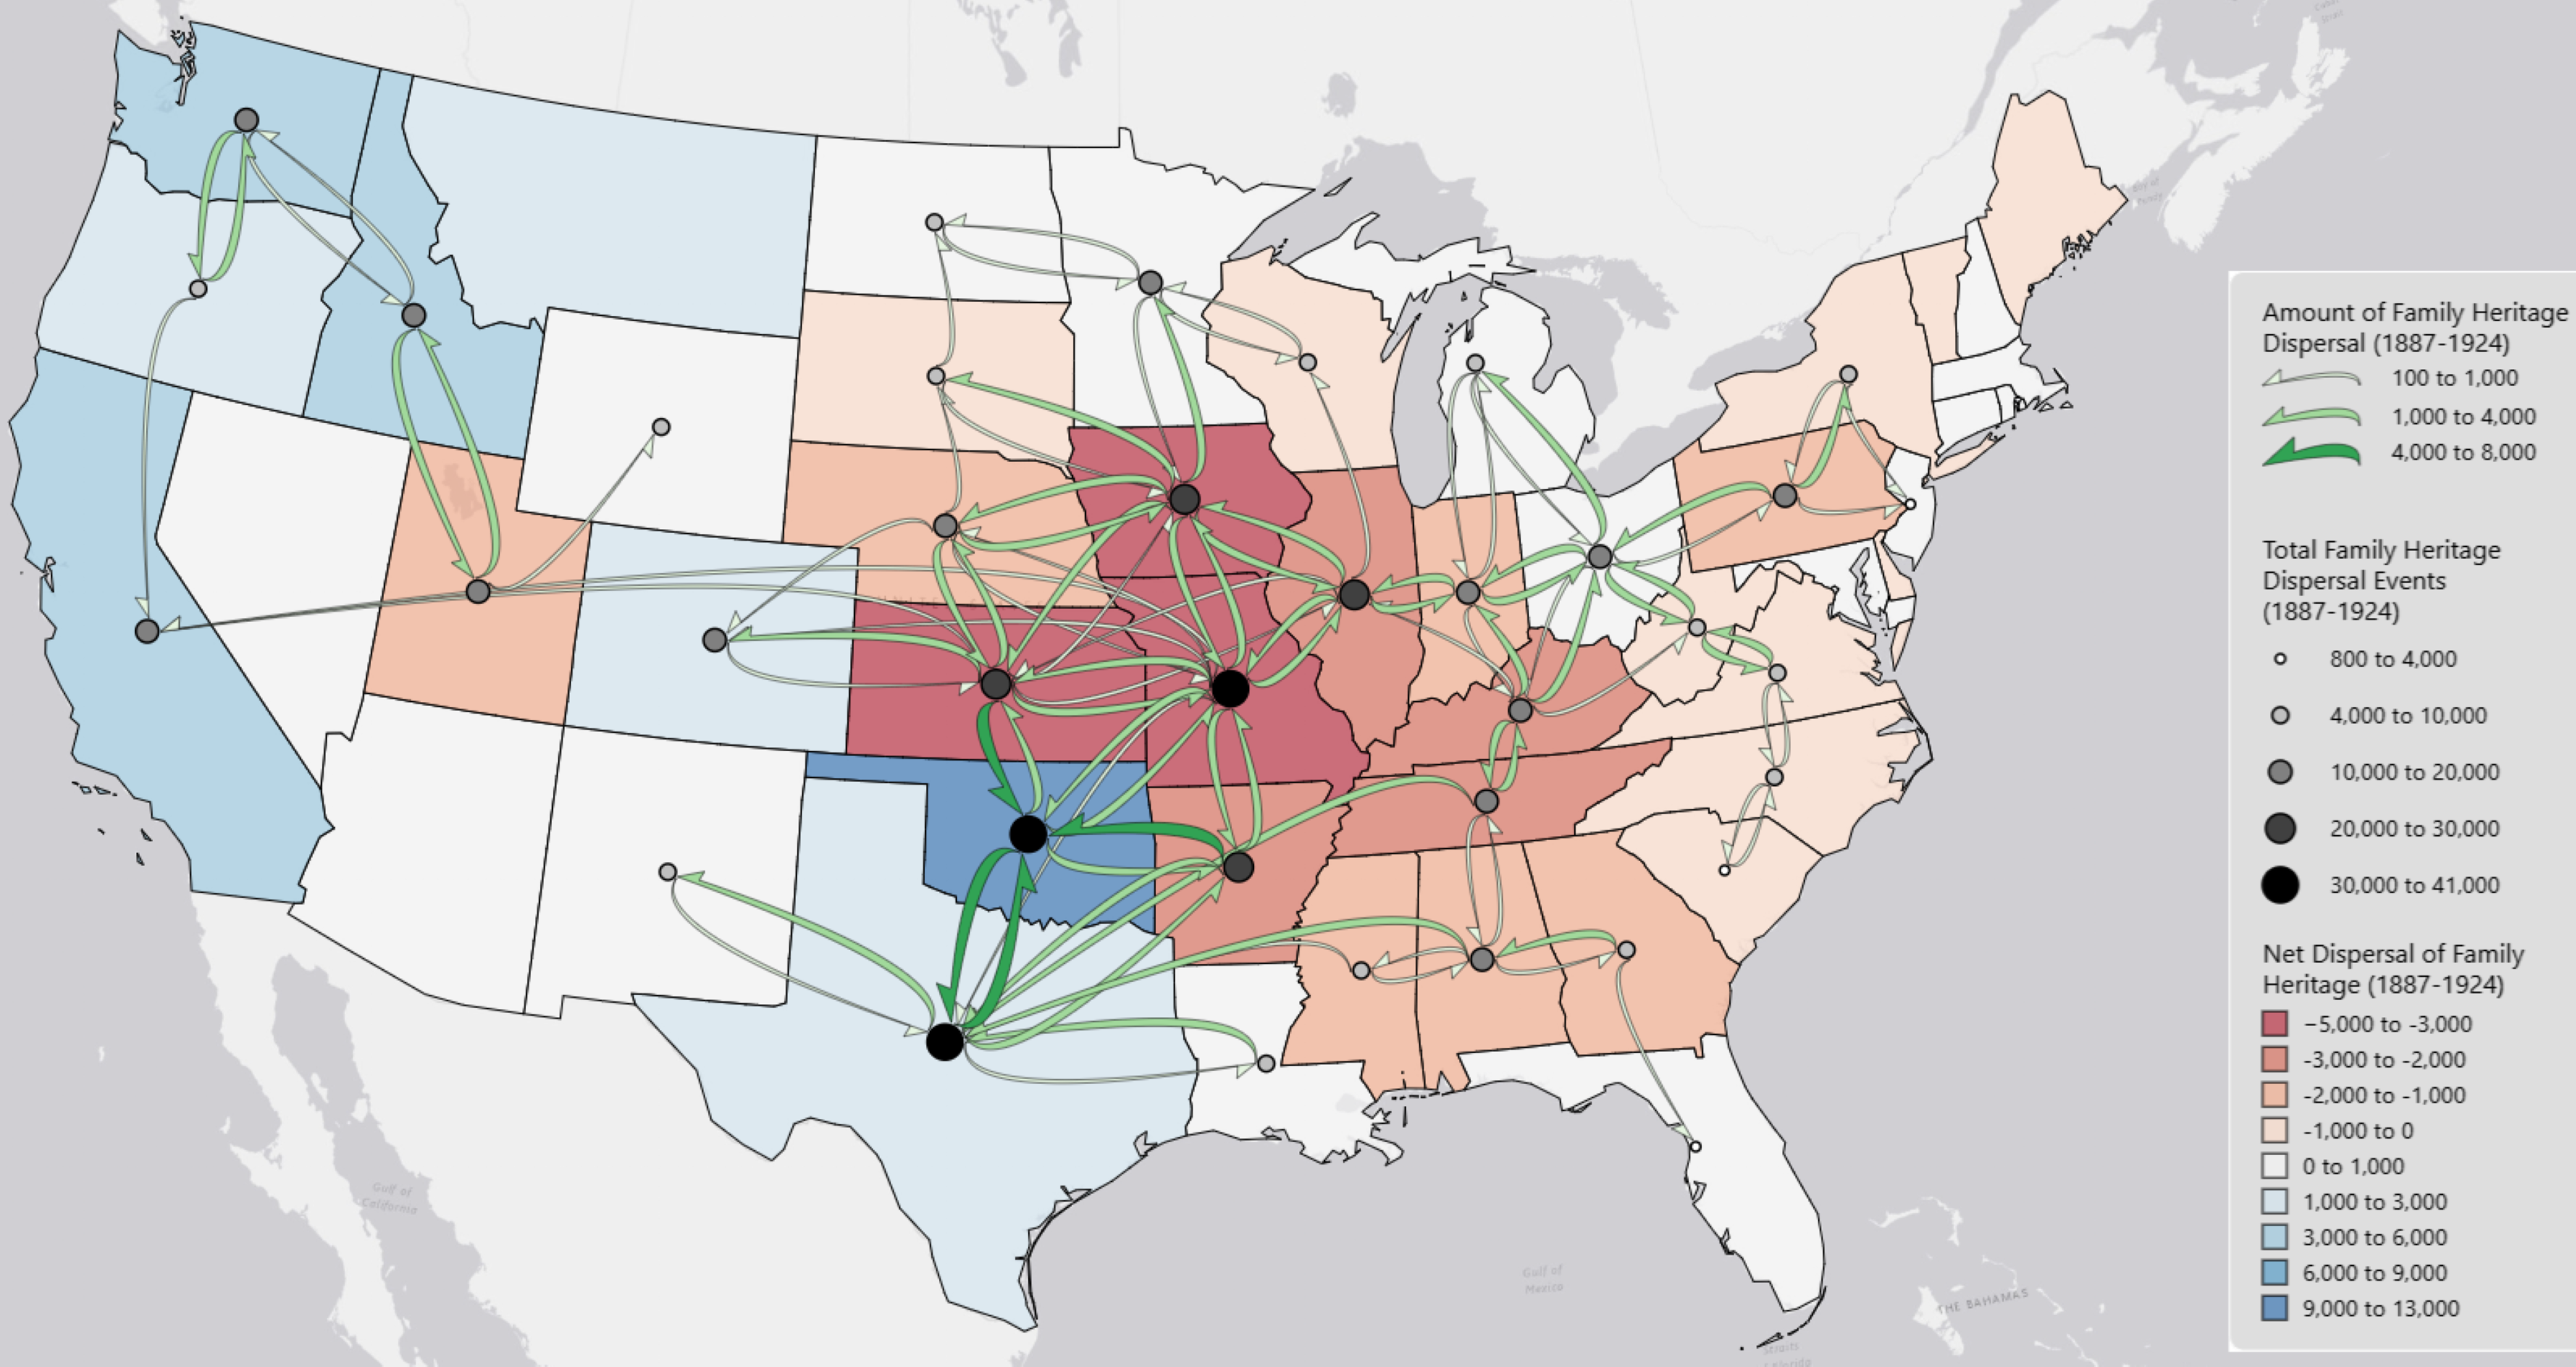 Amount of Family Heritage
Dispersal (1887-1924)
100 to 1,000
1,000 to 4,000
4,000 to 8,000
Total Family Heritage
Dispersal Events
(1887-1924)
800 to 4,000
4,000 to 10,000
10,000 to 20,000
20,000 to 30,000
30,000 to 41,000
Net Dispersal of Family
Heritage (1887-1924)
−5,000 to -3,000
-3,000 to -2,000
-2,000 to -1,000
-1,000 to 0
0 to 1,000
1,000 to 3,000
3,000 to 6,000
6,000 to 9,000
9,000 to 13,000
Gulf of
California
Gulf of
Mexico
THE BAHAMAS
Straits